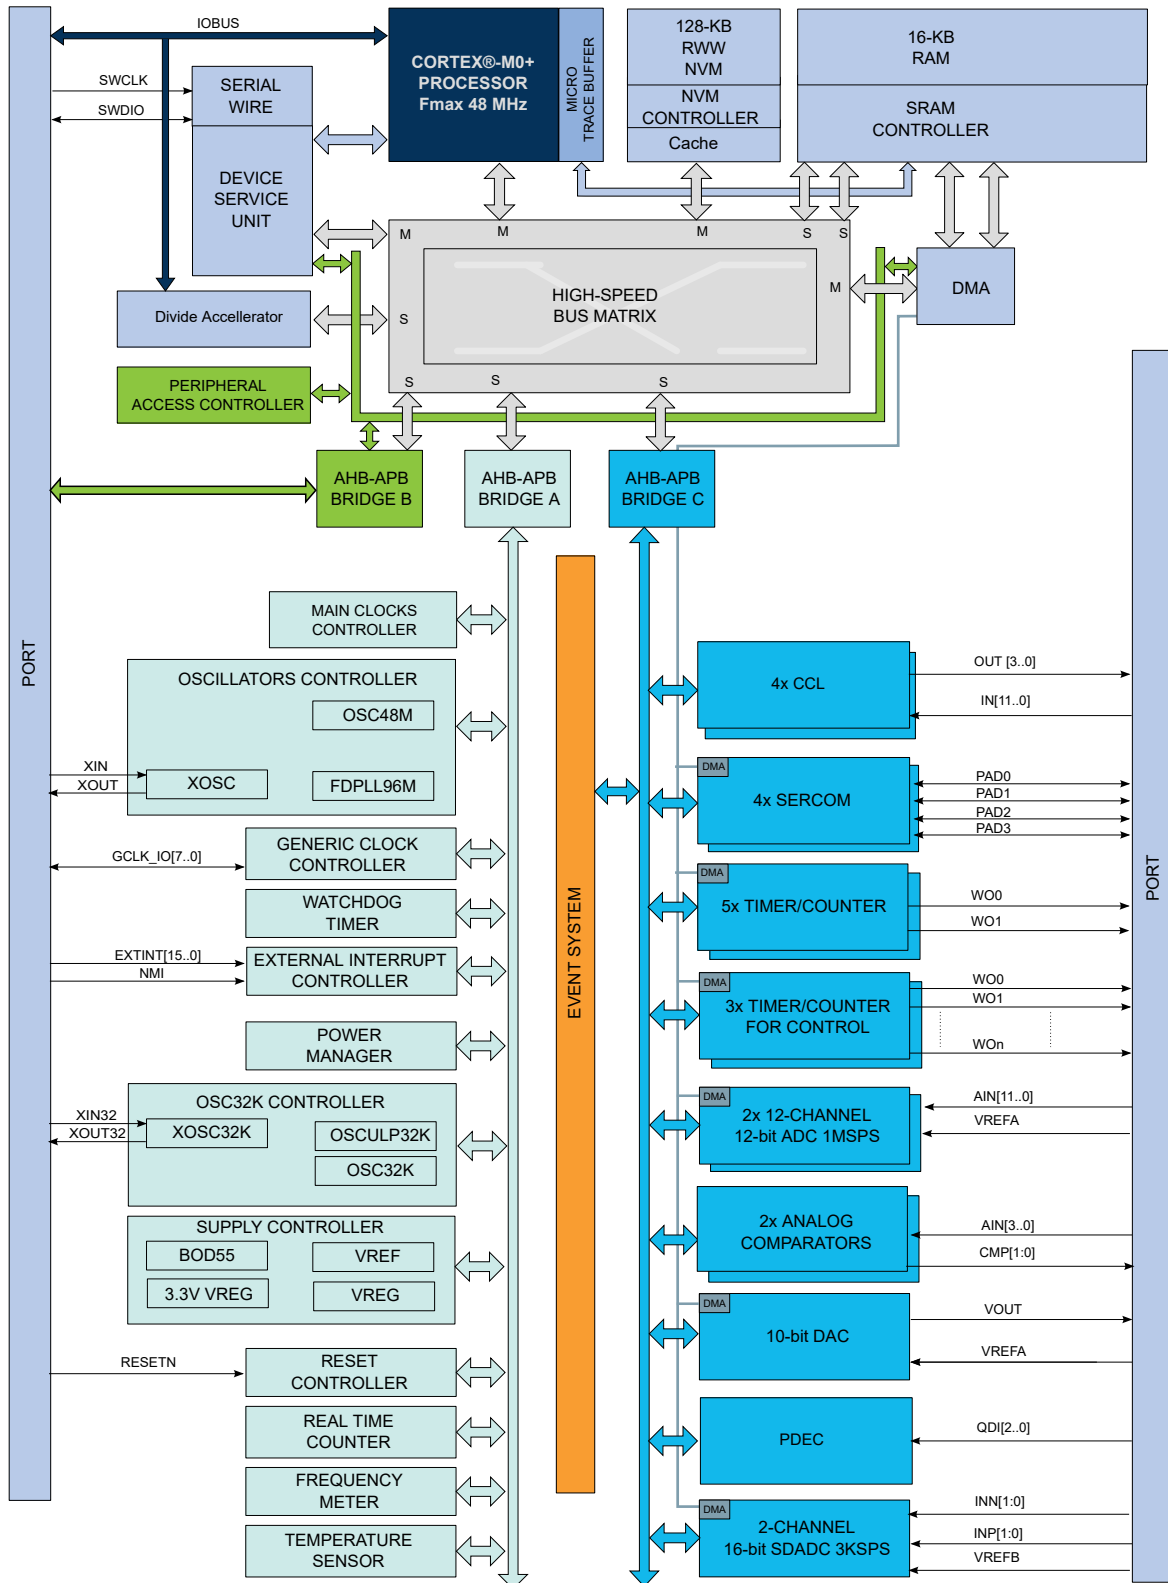 IOBUS
SWCLK
SWDIO
SERIAL
WIRE
DEVICE
SERVICE
UNIT
CORTEX®-M0+
PROCESSOR
Fmax 48 MHz
MICRO
TRACE BUFFER
128-KB
RWW
NVM
NVM
CONTROLLER
Cache
16-KB
RAM
SRAM
CONTROLLER
M
M
M
S
S
M
S
S
S
S
HIGH-SPEED
BUS MATRIX
DMA
Divide Accellerator
PERIPHERAL
ACCESS CONTROLLER
AHB-APB
BRIDGE B
AHB-APB
BRIDGE A
AHB-APB
BRIDGE C
PORT
PORT
EVENT SYSTEM
MAIN CLOCKS
CONTROLLER
OSCILLATORS CONTROLLER
OSC48M
XIN
XOUT
XOSC
FDPLL96M
GCLK_IO[7..0]
GENERIC CLOCK
CONTROLLER
WATCHDOG
TIMER
EXTINT[15..0]
NMI
EXTERNAL INTERRUPT
CONTROLLER
POWER
MANAGER
OSC32K CONTROLLER
XIN32
XOUT32
XOSC32K
OSCULP32K
OSC32K
SUPPLY CONTROLLER
BOD55
VREF
3.3V VREG
VREG
RESETN
RESET
CONTROLLER
REAL TIME
COUNTER
FREQUENCY
METER
TEMPERATURE
SENSOR
4x CCL
OUT [3..0]
IN[11..0]
DMA
4x SERCOM
PAD0
PAD1
PAD2
PAD3
DMA
5x TIMER/COUNTER
WO0
WO1
DMA
3x TIMER/COUNTER
FOR CONTROL
WO0
WO1
WOn
DMA
2x 12-CHANNEL
12-bit ADC 1MSPS
AIN[11..0]
VREFA
2x ANALOG
COMPARATORS
AIN[3..0]
CMP[1:0]
DMA
10-bit DAC
VOUT
VREFA
PDEC
QDI[2..0]
DMA
2-CHANNEL
16-bit SDADC 3KSPS
INN[1:0]
INP[1:0]
VREFB